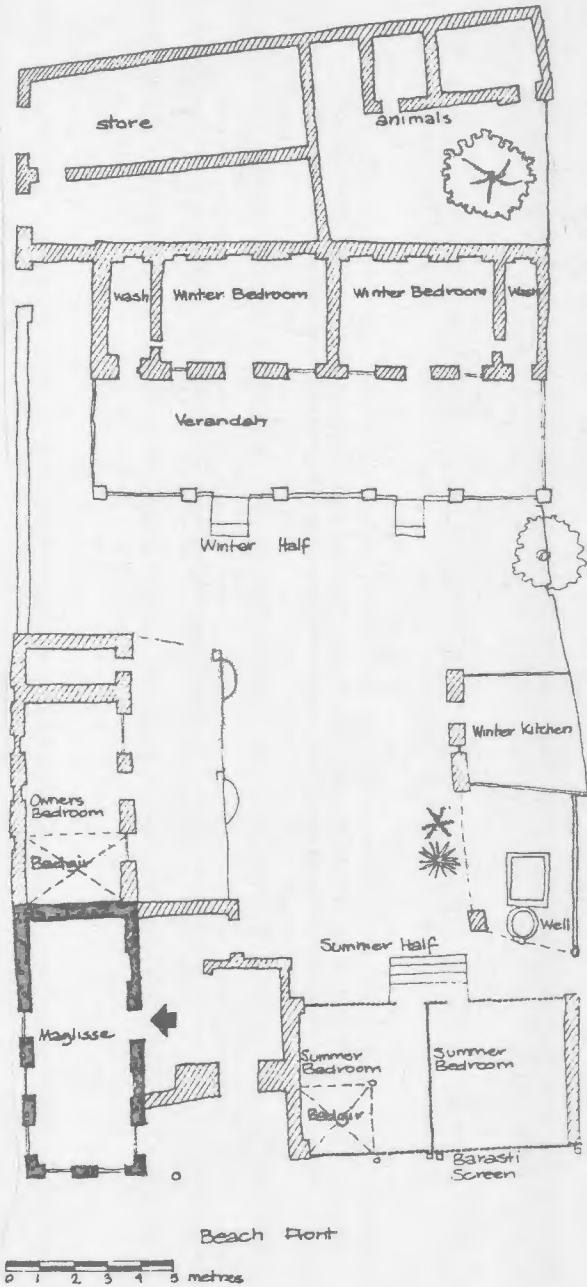 store
animals
Wash
Winter Bedroom
Winter Bedroom
Wash
Verandah
Winter Half
Winter Kitchen
Owners
Bedroom
Badgir
Well
Summer Half
Maglisse
Summer
Bedroom
Summer
Bedroom
Badgir
Barasti
Screen
Beach Front
0 1 2 3 4 5 metres